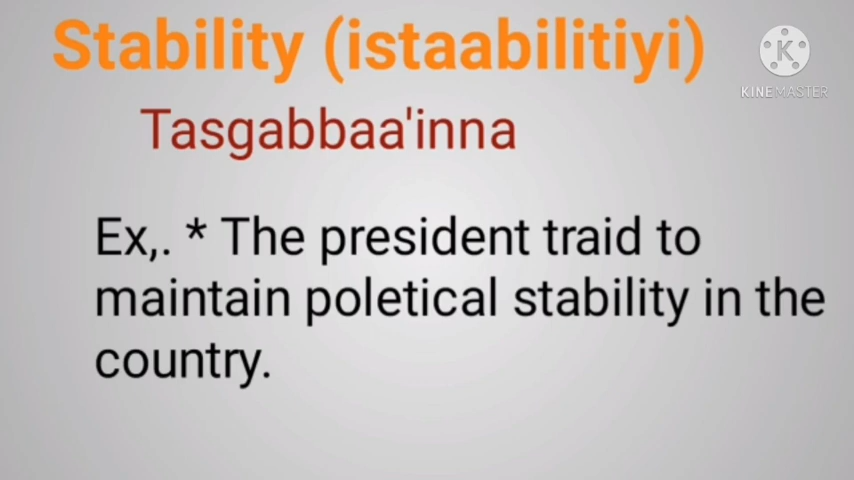 Stability (istaabilitiyi)
KINEMASTER
Tasgabbaa'inna
Ex,. * The president traid to
maintain poletical stability in the
country.